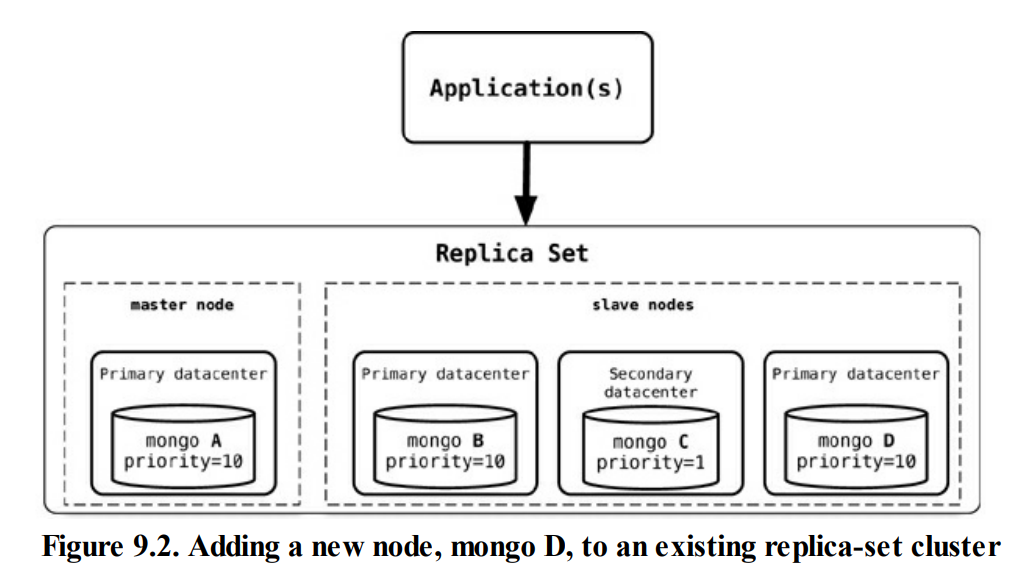 Application(s)
Replica Set
master node
slave nodes
Primary datacenter
mongo A
priority=10
Primary datacenter
mongo B
priority=10
Secondary
datacenter
mongo C
priority=1
Primary datacenter
mongo D
priority=10
Figure 9.2. Adding a new node, mongo D, to an existing replica-set cluster